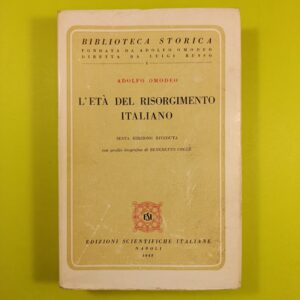 BIBLIOTECA STORICA
FONDATA DA ADOLFO OMODEO
DIRETTA DA LUIGI RUSSO
ADOLFO OMODEO
L'ETÀ DEL RISORGIMENTO
ITALIANO
SESTA EDIZIONE RIVEDUTA
con profilo biografico di BENEDETTO CROCE
ESI
EDIZIONI SCIENTIFICHE ITALIANE
NAPOLI